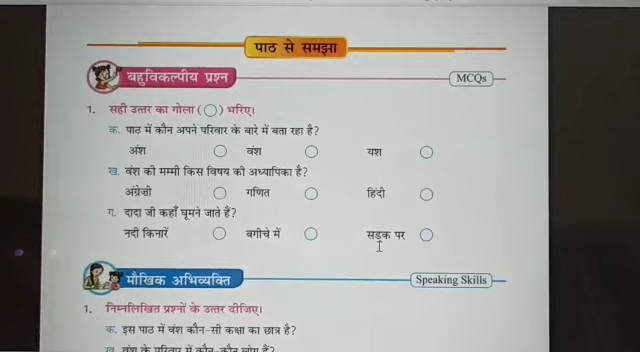 पाठ से समझा
बहुविकल्पीय प्रश्न
MCQs
1. सही उत्तर का गोला (○) भरिए।
क. पाठ में कौन अपने परिवार के बारे में बता रहा है?
अंश ○ वंश ○ यश ○
ख. वंश की मम्मी किस विषय की अध्यापिका है?
अंग्रेजी ○ गणित ○ हिंदी ○
ग. दादा जी कहाँ घूमने जाते हैं?
नदी किनारें ○ बगीचे में ○ सड़क पर ○
मौखिक अभिव्यक्ति
Speaking Skills
1. निम्नलिखित प्रश्नों के उत्तर दीजिए।
क. इस पाठ में वंश कौन-सी कक्षा का छात्र है?
ख. वंश के परिवार में कौन-कौन लोग हैं?